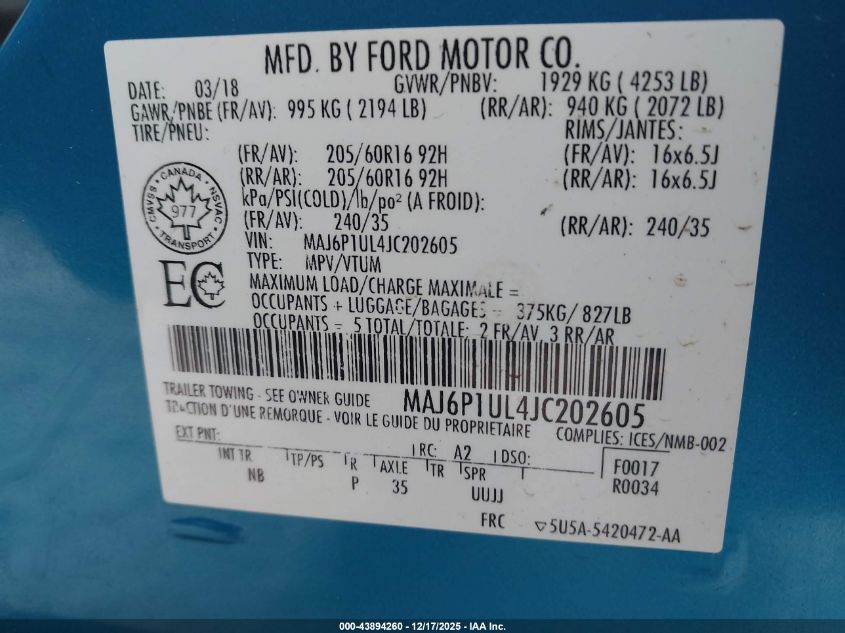 MFD. BY FORD MOTOR CO.
DATE: 03/18 GVWR/PNBV: 1929 KG ( 4253 LB)
GAWR/PNBE (FR/AV): 995 KG ( 2194 LB) (RR/AR): 940 KG ( 2072 LB)
TIRE/PNEU: RIMS/JANTES:
(FR/AV): 205/60R16 92H (FR/AV): 16x6.5J
(RR/AR): 205/60R16 92H (RR/AR): 16x6.5J
kPa/PSI(COLD)/lb/po² (A FROID):
(FR/AV): 240/35 (RR/AR): 240/35
VIN: MAJ6P1UL4JC202605
TYPE: MPV/VTUM
CANADA
CMVSS NSVAC
977
TRANSPORT
EC
MAXIMUM LOAD/CHARGE MAXIMALE =
OCCUPANTS + LUGGAGE/BAGAGES = 375KG/ 827LB
OCCUPANTS = 5 TOTAL/TOTALE: 2 FR/AV, 3 RR/AR
TRAILER TOWING - SEE OWNER GUIDE MAJ6P1UL4JC202605
TRACTION D'UNE REMORQUE - VOIR LE GUIDE DU PROPRIETAIRE COMPLIES: ICES/NMB-002
EXT PNT: RC: A2 DSO: F0017
INT TR TP/PS R AXLE TR SPR R0034
NB P 35 UUJJ
FRC 5U5A-5420472-AA
000-43894260 - 12/17/2025 - IAA Inc.